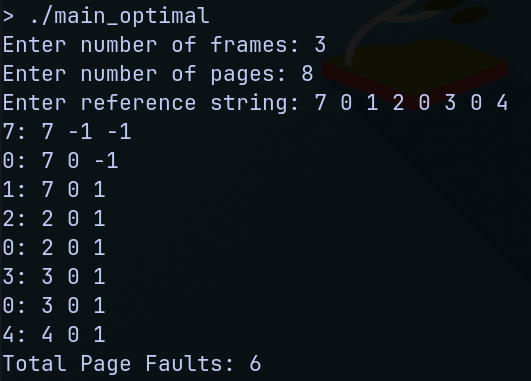 > ./main_optimal
Enter number of frames: 3
Enter number of pages: 8
Enter reference string: 7 0 1 2 0 3 0 4
7: 7 -1 -1
0: 7 0 -1
1: 7 0 1
2: 2 0 1
0: 2 0 1
3: 3 0 1
0: 3 0 1
4: 4 0 1
Total Page Faults: 6